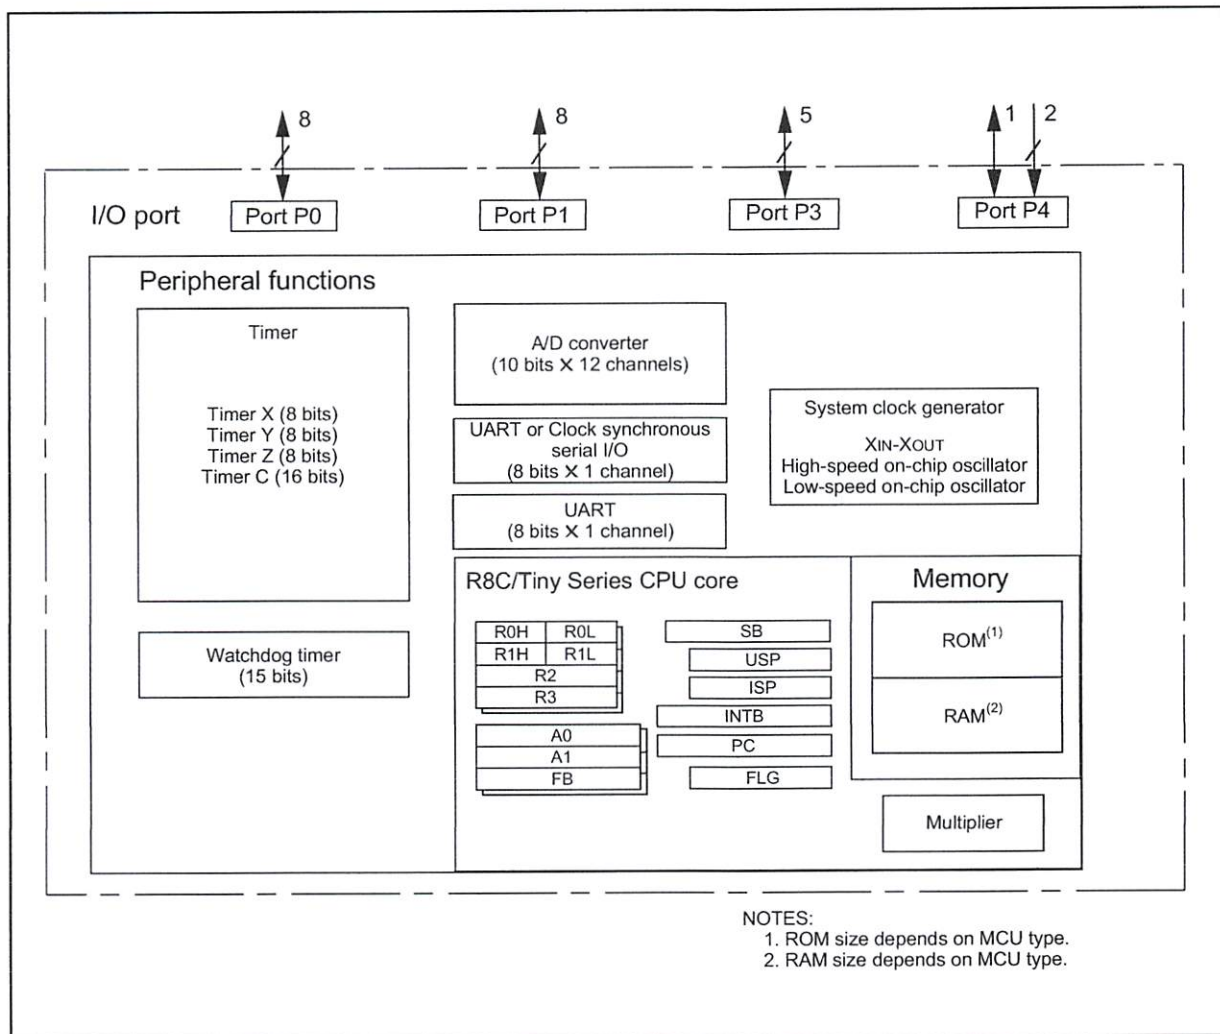 8
8
5
1
2
I/O port
Port P0
Port P1
Port P3
Port P4
Peripheral functions
Timer
Timer X (8 bits)
Timer Y (8 bits)
Timer Z (8 bits)
Timer C (16 bits)
Watchdog timer
(15 bits)
A/D converter
(10 bits X 12 channels)
UART or Clock synchronous
serial I/O
(8 bits X 1 channel)
UART
(8 bits X 1 channel)
System clock generator
XIN-XOUT
High-speed on-chip oscillator
Low-speed on-chip oscillator
R8C/Tiny Series CPU core
R0H
R0L
R1H
R1L
R2
R3
A0
A1
FB
SB
USP
ISP
INTB
PC
FLG
Memory
ROM(1)
RAM(2)
Multiplier
NOTES:
1. ROM size depends on MCU type.
2. RAM size depends on MCU type.